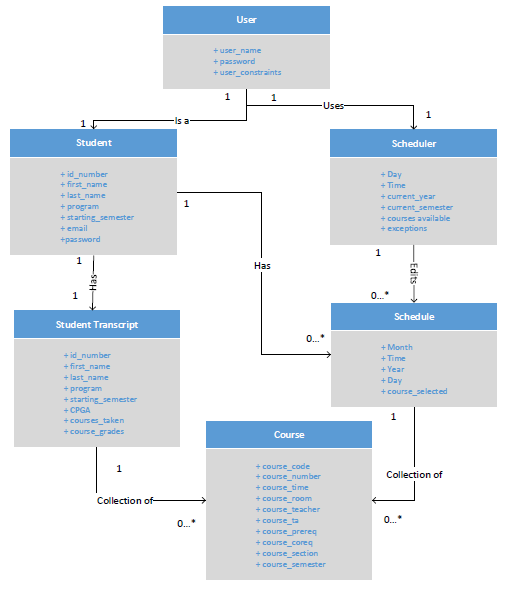 User
+ user_name
+ password
+ user_constraints
1
1
Uses
1
Is a
1
Student
+ id_number
+ first_name
+ last_name
+ program
+ starting_semester
+ email
+password
Scheduler
+ Day
+ Time
+ current_year
+ current_semester
+ courses available
+ exceptions
1
1
Has
1
1
Has
0...*
1
Edits
0...*
Student Transcript
+ id_number
+ first_name
+ last_name
+ program
+ starting_semester
+ CPGA
+ courses_taken
+ course_grades
Schedule
+ Month
+ Time
+ Year
+ Day
+ course_selected
1
Collection of
0...*
1
Collection of
0...*
Course
+ course_code
+ course_number
+ course_time
+ course_room
+ course_teacher
+ course_ta
+ course_prereq
+ course_coreq
+ course_section
+ course_semester